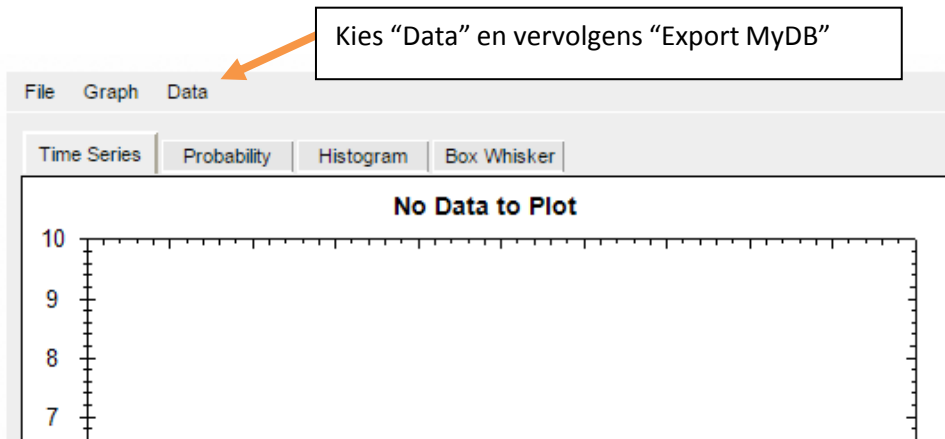 Kies “Data” en vervolgens “Export MyDB”
File Graph Data
Time Series Probability Histogram Box Whisker
No Data to Plot
10
9
8
7